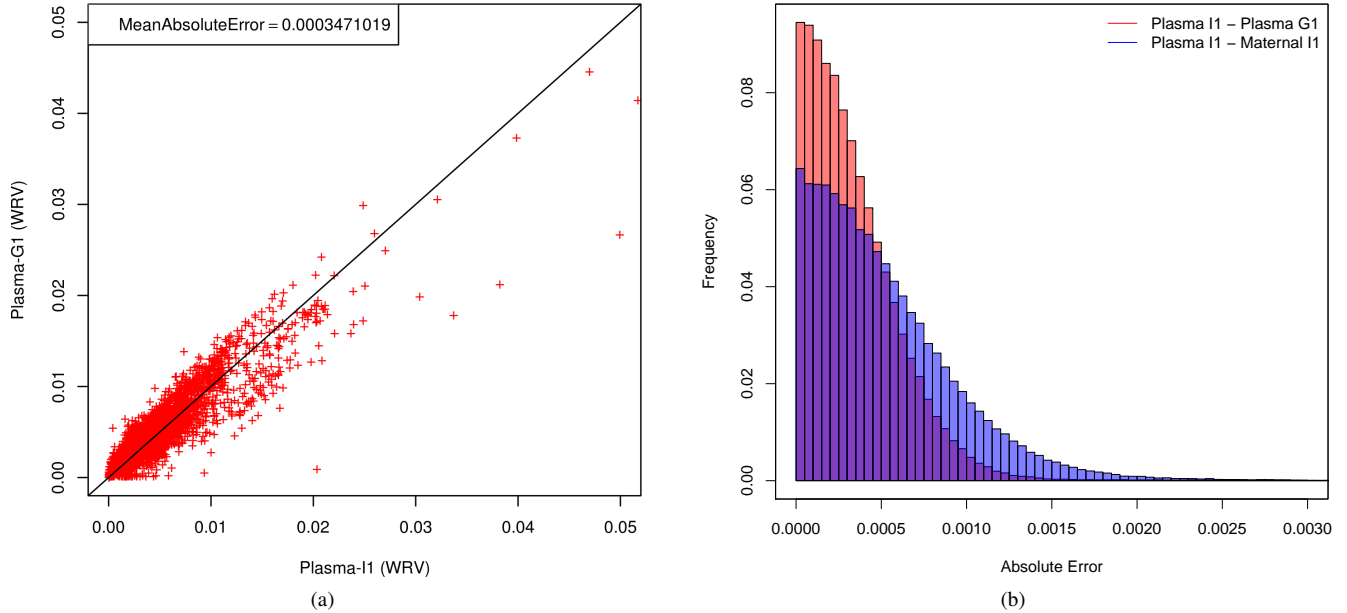 MeanAbsoluteError = 0.0003471019
0.05
0.04
0.03
0.02
0.01
0.00
Plasma-G1 (WRV)
0.00 0.01 0.02 0.03 0.04 0.05
Plasma-I1 (WRV)
(a)
Plasma I1 – Plasma G1
Plasma I1 – Maternal I1
0.08
0.06
0.04
0.02
0.00
Frequency
0.0000 0.0005 0.0010 0.0015 0.0020 0.0025 0.0030
Absolute Error
(b)